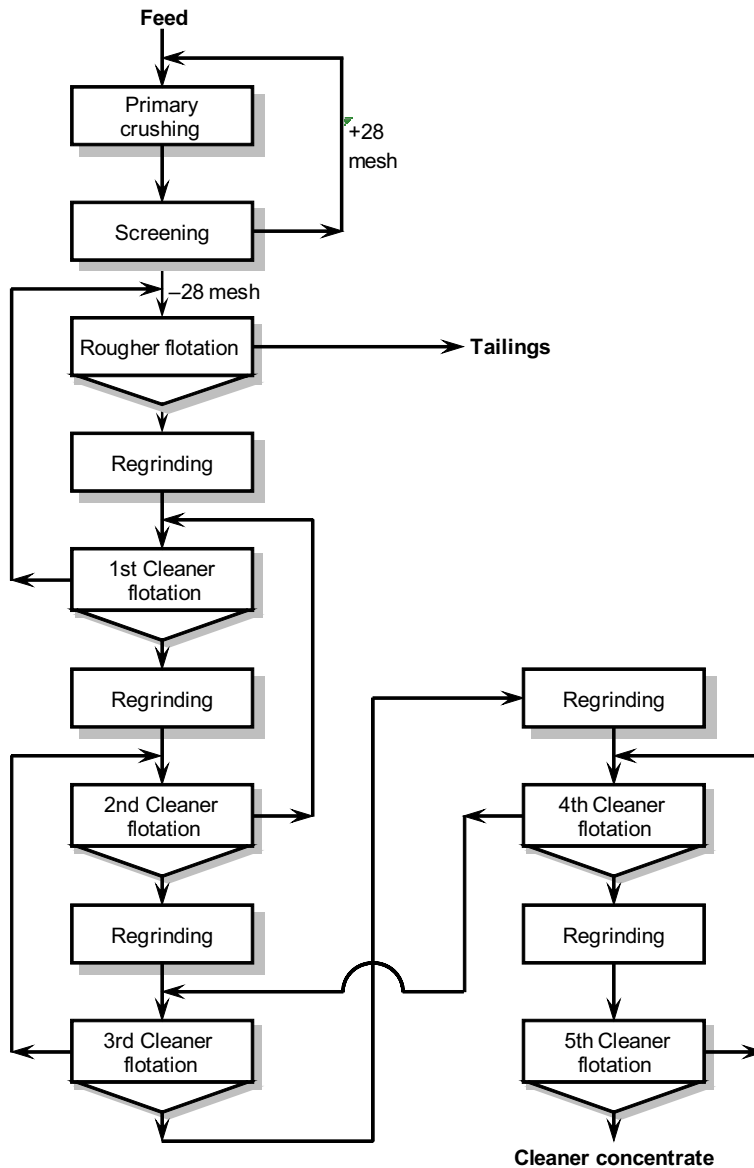 Feed
Primary
crushing
+28
mesh
Screening
–28 mesh
Rougher flotation
Tailings
Regrinding
1st Cleaner
flotation
Regrinding
2nd Cleaner
flotation
Regrinding
3rd Cleaner
flotation
Regrinding
4th Cleaner
flotation
Regrinding
5th Cleaner
flotation
Cleaner concentrate